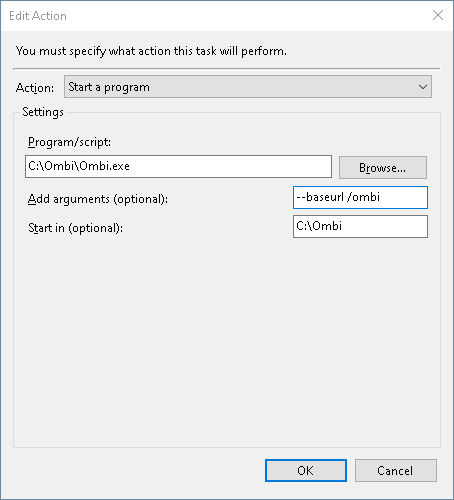 Edit Action
You must specify what action this task will perform.
Action: Start a program
Settings
Program/script:
C:\Ombi\Ombi.exe Browse...
Add arguments (optional): --baseurl /ombi
Start in (optional): C:\Ombi
OK Cancel